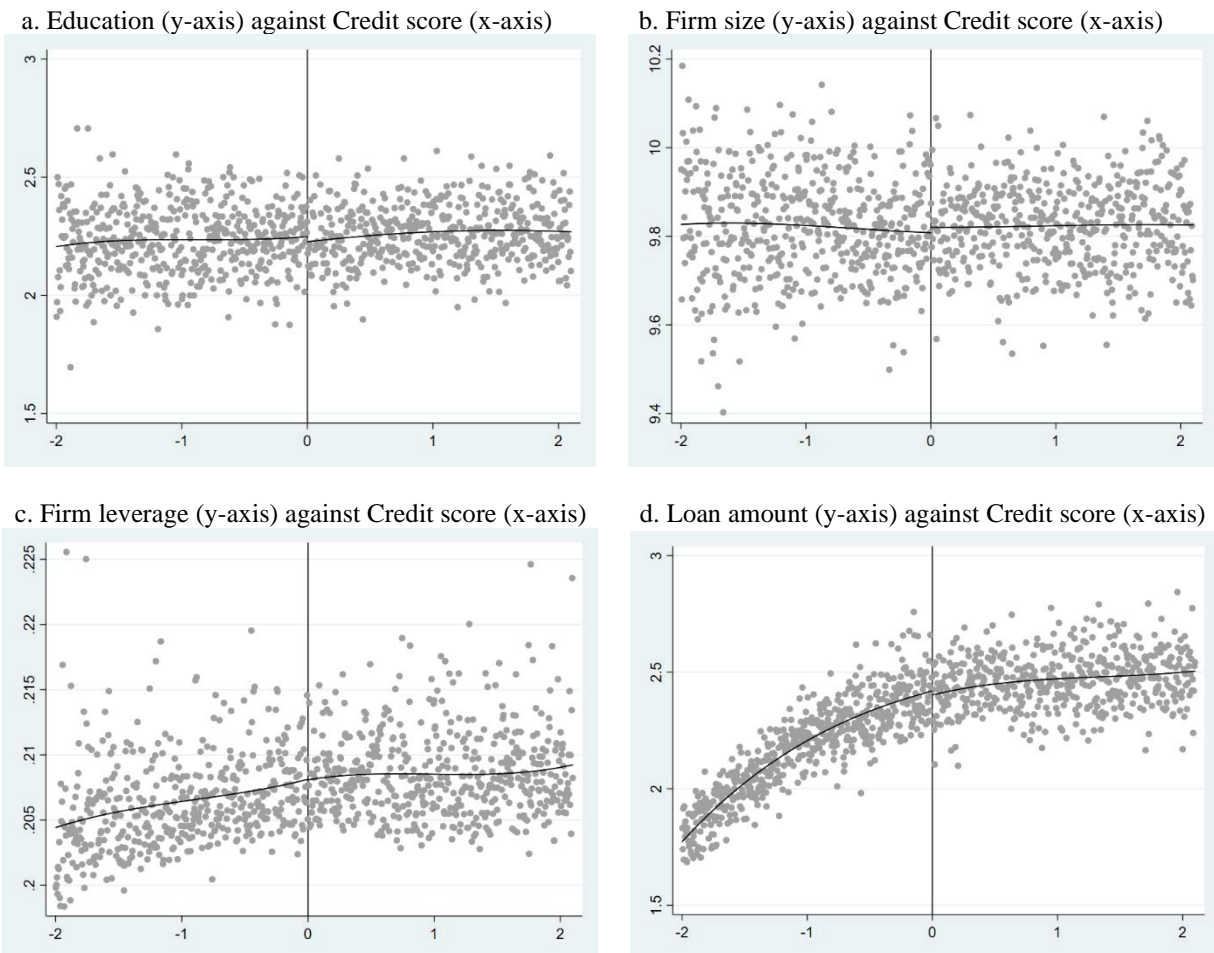 a. Education (y-axis) against Credit score (x-axis)
3
2.5
2
1.5
-2 -1 0 1 2
b. Firm size (y-axis) against Credit score (x-axis)
10.2
10
9.8
9.6
9.4
-2 -1 0 1 2
c. Firm leverage (y-axis) against Credit score (x-axis)
.225
.22
.215
.21
.205
.2
-2 -1 0 1 2
d. Loan amount (y-axis) against Credit score (x-axis)
3
2.5
2
1.5
-2 -1 0 1 2